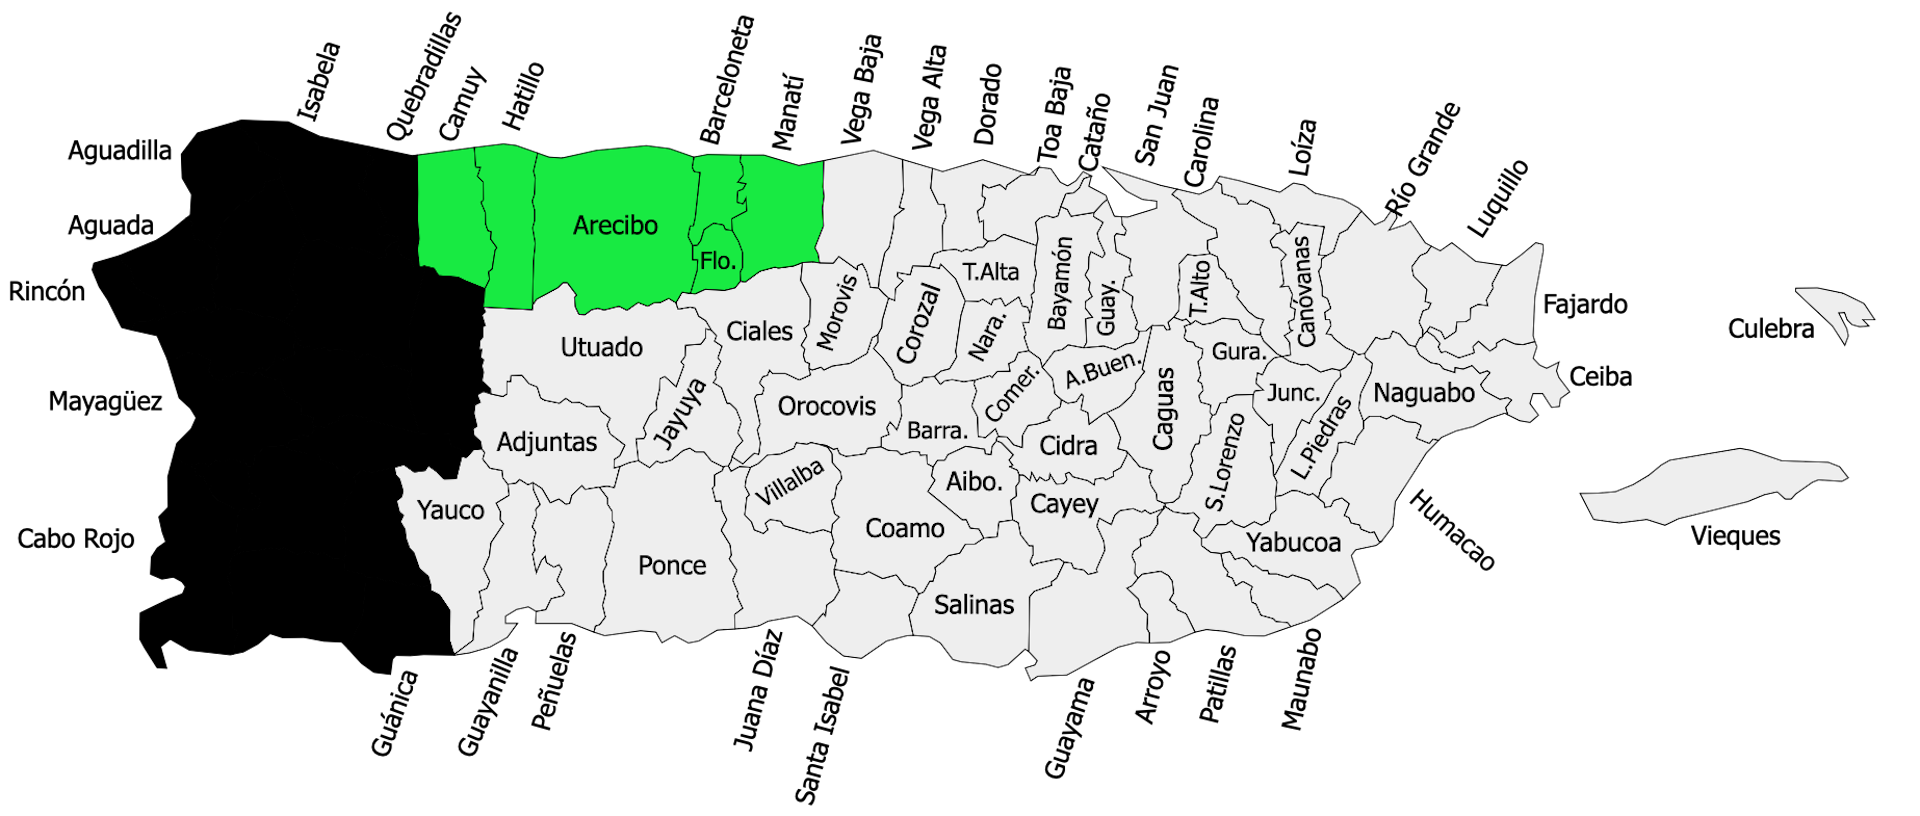 Isabela
Quebradillas
Camuy
Hatillo
Barceloneta
Manatí
Vega Baja
Vega Alta
Dorado
Toa Baja
Cataño
San Juan
Carolina
Loíza
Río Grande
Luquillo
Aguadilla
Aguada
Rincón
Mayagüez
Cabo Rojo
Arecibo
Flo.
Utuado
Ciales
Morovis
Corozal
T.Alta
Nara.
Bayamón
Guay.
T.Alto
Canóvanas
Fajardo
Culebra
Ceiba
Adjuntas
Jayuya
Orocovis
Barra.
Comer.
A.Buen.
Cidra
Caguas
Gura.
Junc.
L.Piedras
Naguabo
S.Lorenzo
Yauco
Ponce
Villalba
Coamo
Aibo.
Cayey
Salinas
Yabucoa
Humacao
Vieques
Guánica
Guayanilla
Peñuelas
Juana Díaz
Santa Isabel
Guayama
Arroyo
Patillas
Maunabo